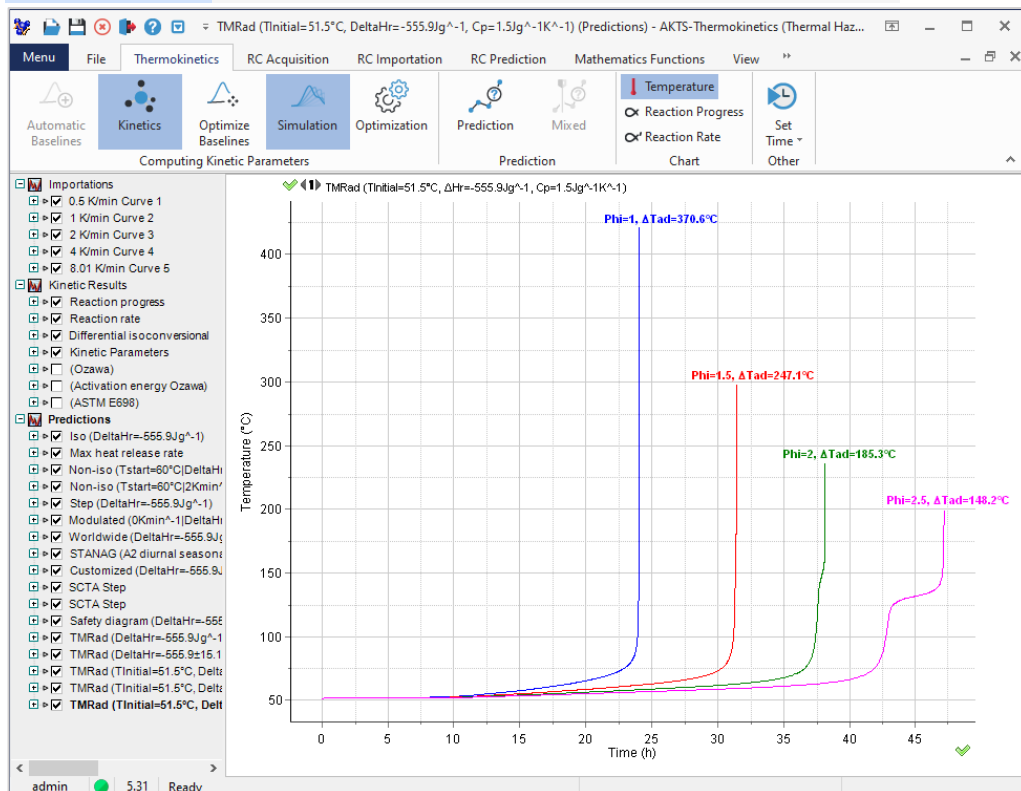 TMRad (TInitial=51.5°C, DeltaHr=-555.9Jg^-1, Cp=1.5Jg^-1K^-1) (Predictions) - AKTS-Thermokinetics (Thermal Haz...
Menu File Thermokinetics RC Acquisition RC Importation RC Prediction Mathematics Functions View
Automatic Baselines
Kinetics
Optimize Baselines
Simulation
Optimization
Computing Kinetic Parameters
Prediction
Mixed
Prediction
Temperature
Reaction Progress
Reaction Rate
Chart
Set Time
Other
Importations
0.5 K/min Curve 1
1 K/min Curve 2
2 K/min Curve 3
4 K/min Curve 4
8.01 K/min Curve 5
Kinetic Results
Reaction progress
Reaction rate
Differential isoconversional
Kinetic Parameters
(Ozawa)
(Activation energy Ozawa)
(ASTM E698)
Predictions
Iso (DeltaHr=-555.9Jg^-1)
Max heat release rate
Non-iso (Tstart=60°C|DeltaHr
Non-iso (Tstart=60°C|2Kmin^
Step (DeltaHr=-555.9Jg^-1)
Modulated (0Kmin^-1|DeltaHr
Worldwide (DeltaHr=-555.9Jg
STANAG (A2 diurnal seasona
Customized (DeltaHr=-555.9J
SCTA Step
SCTA Step
Safety diagram (DeltaHr=-555
TMRad (DeltaHr=-555.9Jg^-1
TMRad (DeltaHr=-555.9±15.1
TMRad (TInitial=51.5°C, Delta
TMRad (TInitial=51.5°C, Delta
TMRad (TInitial=51.5°C, Delt
1 TMRad (TInitial=51.5°C, ΔHr=-555.9Jg^-1, Cp=1.5Jg^-1K^-1)
Phi=1, ΔTad=370.6°C
Phi=1.5, ΔTad=247.1°C
Phi=2, ΔTad=185.3°C
Phi=2.5, ΔTad=148.2°C
Temperature (°C)
400
350
300
250
200
150
100
50
0 5 10 15 20 25 30 35 40 45
Time (h)
admin 5.31 Ready